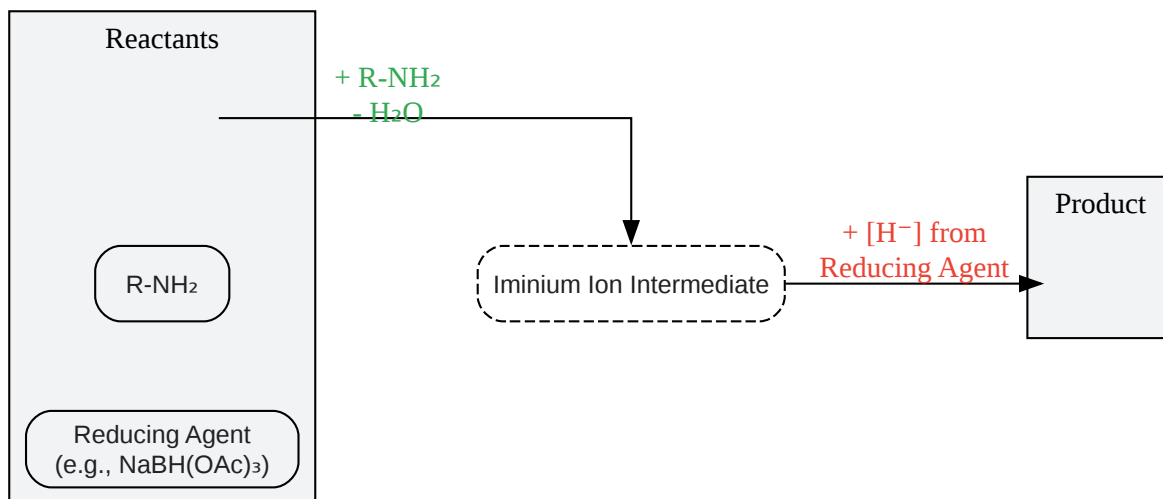 Reactants
+ R-NH₂
- H₂O
R-NH₂
Reducing Agent
(e.g., NaBH(OAc)₃)
Iminium Ion Intermediate
+ [H⁻] from
Reducing Agent
Product